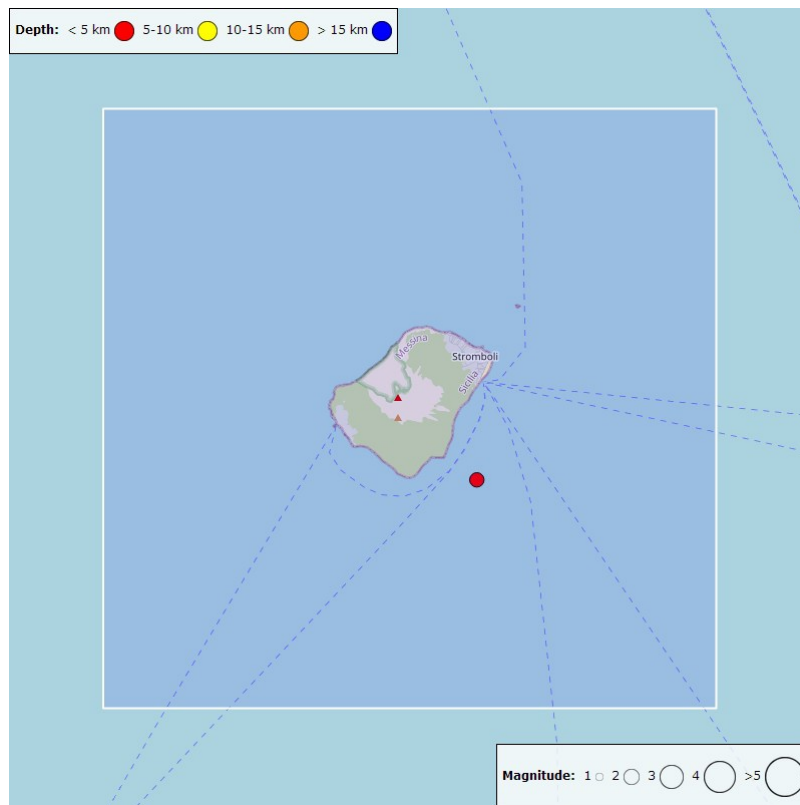 Depth: < 5 km 5-10 km 10-15 km > 15 km
Messina
Stromboli
Sicilia
Magnitude: 1 2 3 4 >5